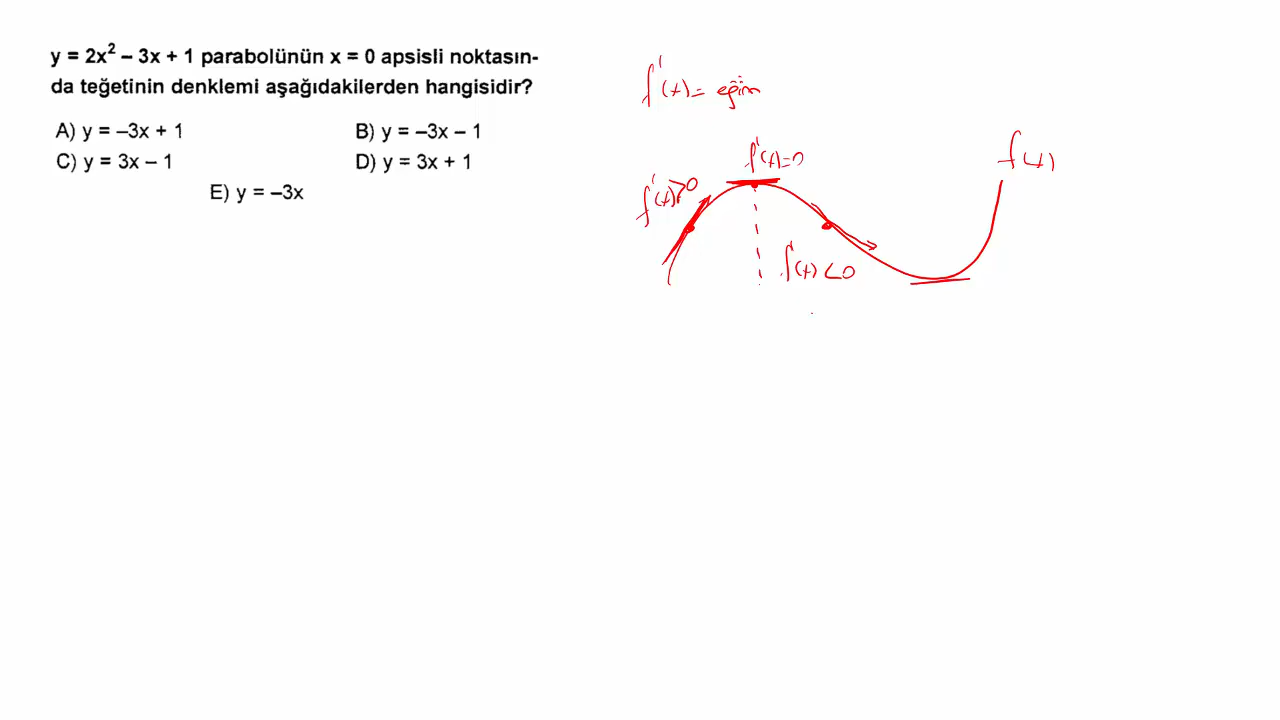 y = 2x² – 3x + 1 parabolünün x = 0 apsisli noktasın-
da teğetinin denklemi aşağıdakilerden hangisidir?
A) y = –3x + 1
B) y = –3x – 1
C) y = 3x – 1
D) y = 3x + 1
E) y = –3x
f'(x) = eğim
f'(x) = 0
f(x)
f'(x) > 0
f'(x) < 0